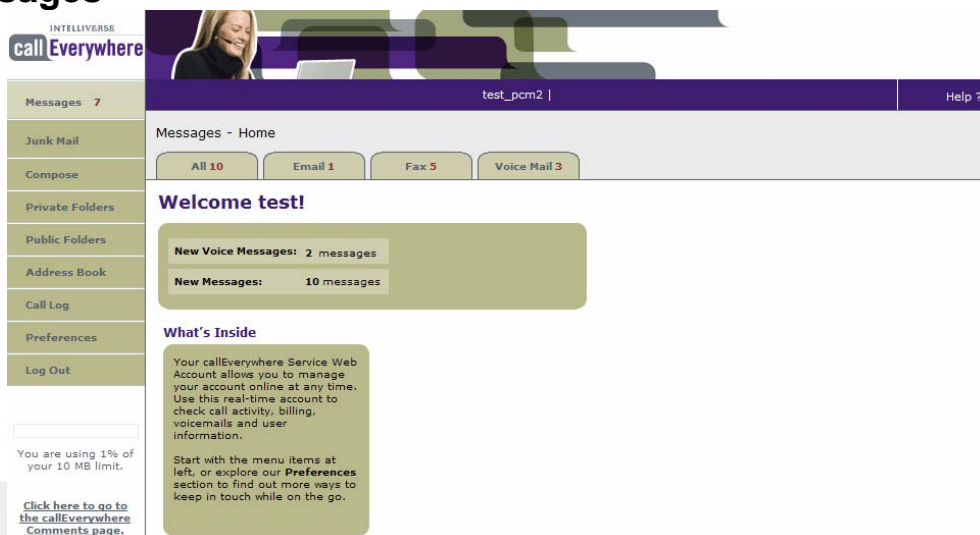 INTELLIVERSE
call Everywhere
test_pcm2 |
Help ?
Messages 7
Junk Mail
Compose
Private Folders
Public Folders
Address Book
Call Log
Preferences
Log Out
You are using 1% of
your 10 MB limit.
Click here to go to
the callEverywhere
Comments page.
Messages - Home
All 10
Email 1
Fax 5
Voice Mail 3
Welcome test!
New Voice Messages: 2 messages
New Messages: 10 messages
What's Inside
Your callEverywhere Service Web
Account allows you to manage
your account online at any time.
Use this real-time account to
check call activity, billing,
voicemails and user
information.
Start with the menu items at
left, or explore our Preferences
section to find out more ways to
keep in touch while on the go.